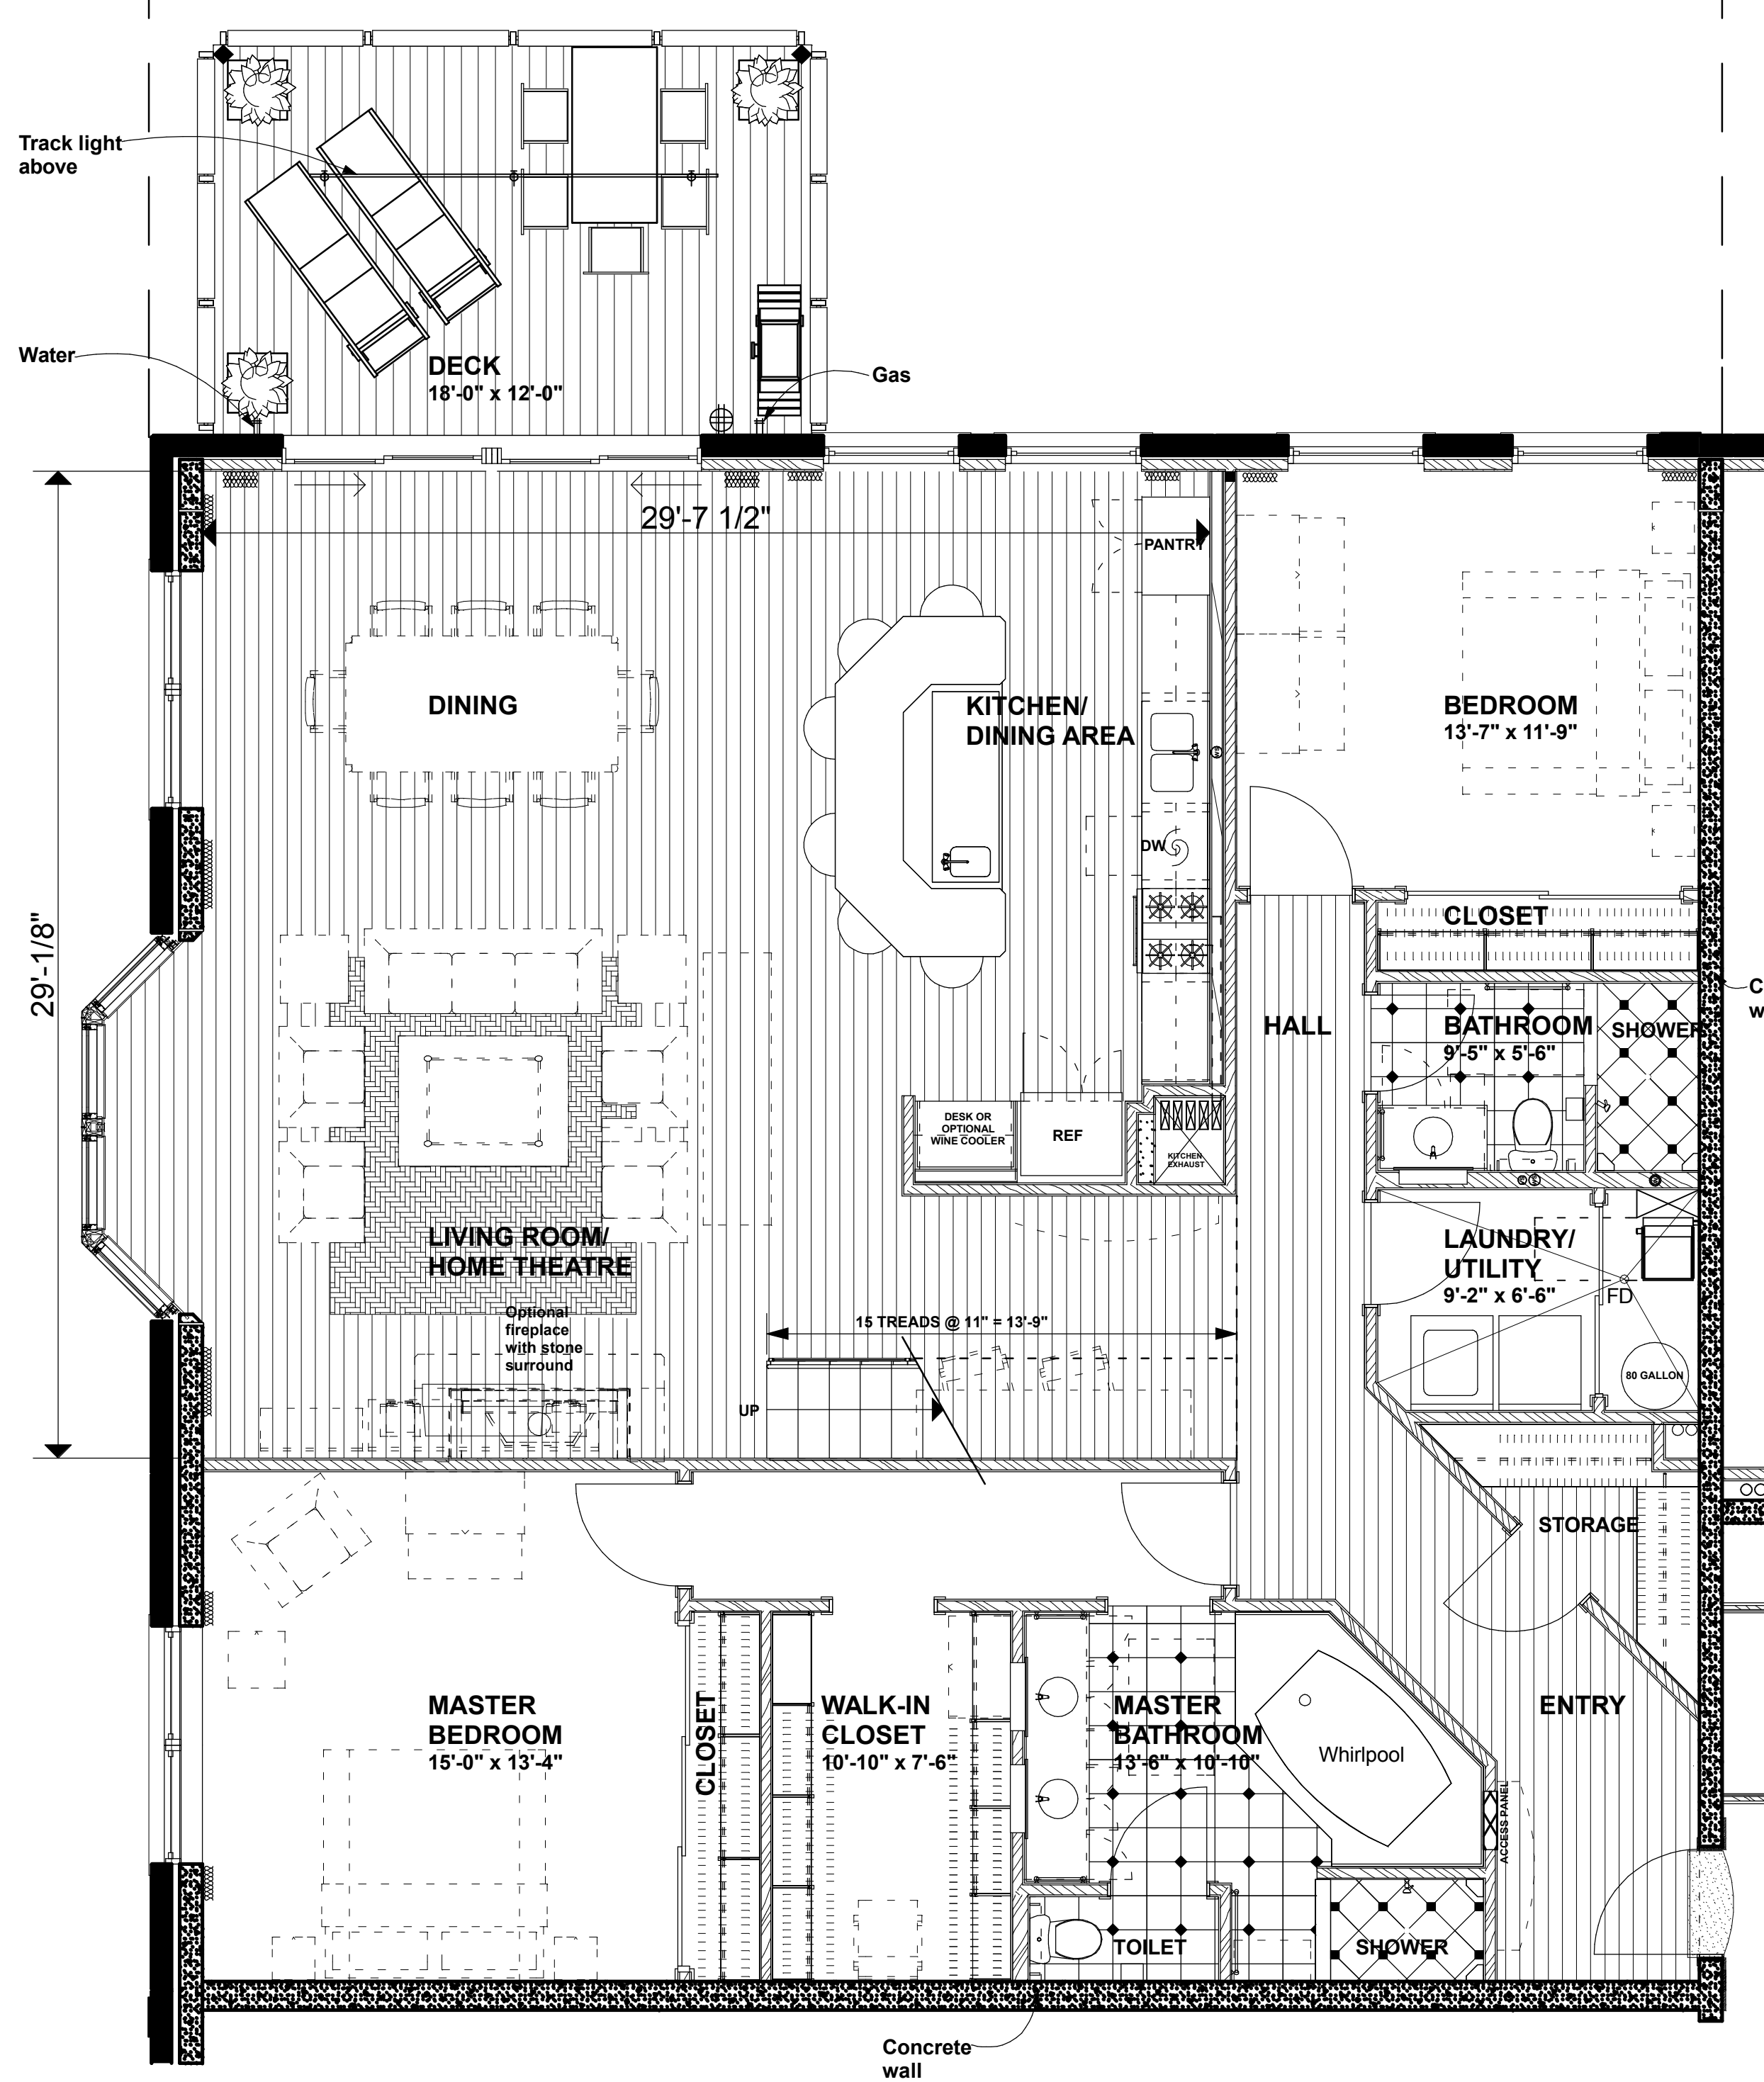 Track light
above
Water
DECK
18'-0" x 12'-0"
Gas
29'-7 1/2"
PANTRY
DINING
KITCHEN/
DINING AREA
BEDROOM
13'-7" x 11'-9"
DW
29'-1/8"
CLOSET
HALL
BATHROOM
9'-5" x 5'-6"
SHOWER
DESK OR
OPTIONAL
WINE COOLER
REF
KITCHEN
EXHAUST
LIVING ROOM/
HOME THEATRE
LAUNDRY/
UTILITY
9'-2" x 6'-6"
FD
Optional
fireplace
with stone
surround
15 TREADS @ 11" = 13'-9"
80 GALLON
UP
STORAGE
MASTER
BEDROOM
15'-0" x 13'-4"
CLOSET
WALK-IN
CLOSET
10'-10" x 7'-6"
MASTER
BATHROOM
13'-6" x 10'-10"
Whirlpool
ENTRY
ACCESS PANEL
TOILET
SHOWER
Concrete
wall